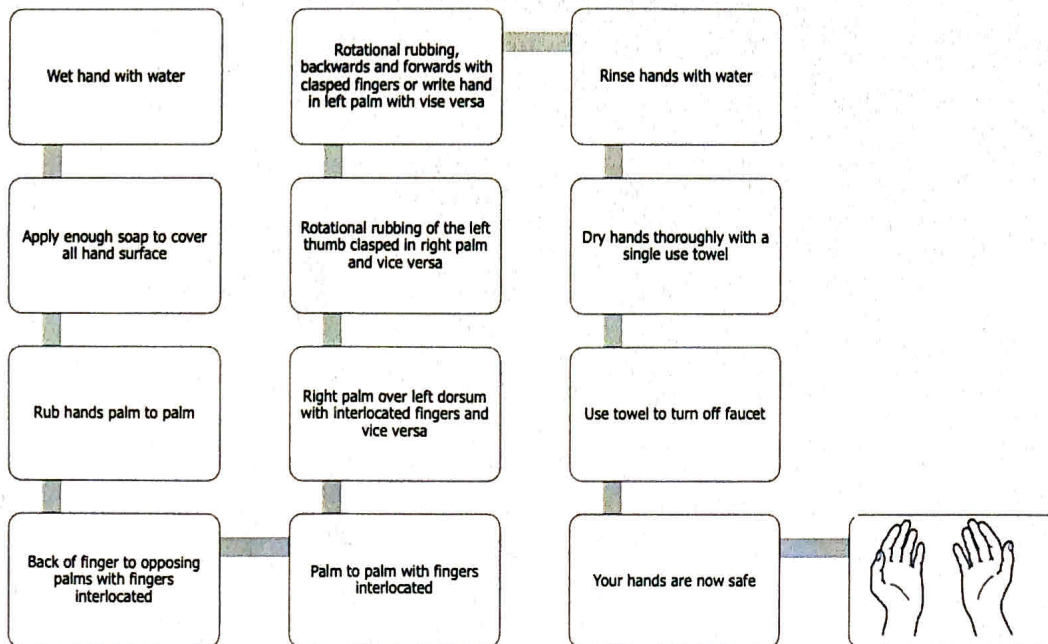 Wet hand with water
Apply enough soap to cover
all hand surface
Rub hands palm to palm
Back of finger to opposing
palms with fingers
interlocated
Palm to palm with fingers
interlocated
Right palm over left dorsum
with interlocated fingers and
vice versa
Rotational rubbing of the left
thumb clasped in right palm
and vice versa
Rotational rubbing,
backwards and forwards with
clasped fingers or write hand
in left palm with vise versa
Rinse hands with water
Dry hands thoroughly with a
single use towel
Use towel to turn off faucet
Your hands are now safe